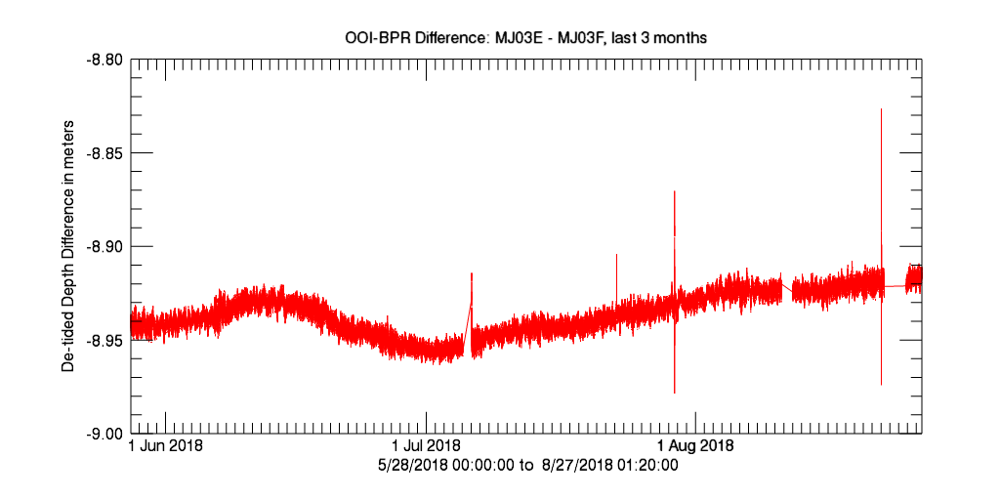 OOI-BPR Difference: MJ03E - MJ03F, last 3 months
-8.80
-8.85
-8.90
-8.95
-9.00
De-tided Depth Difference in meters
1 Jun 2018 1 Jul 2018 1 Aug 2018
5/28/2018 00:00:00 to 8/27/2018 01:20:00